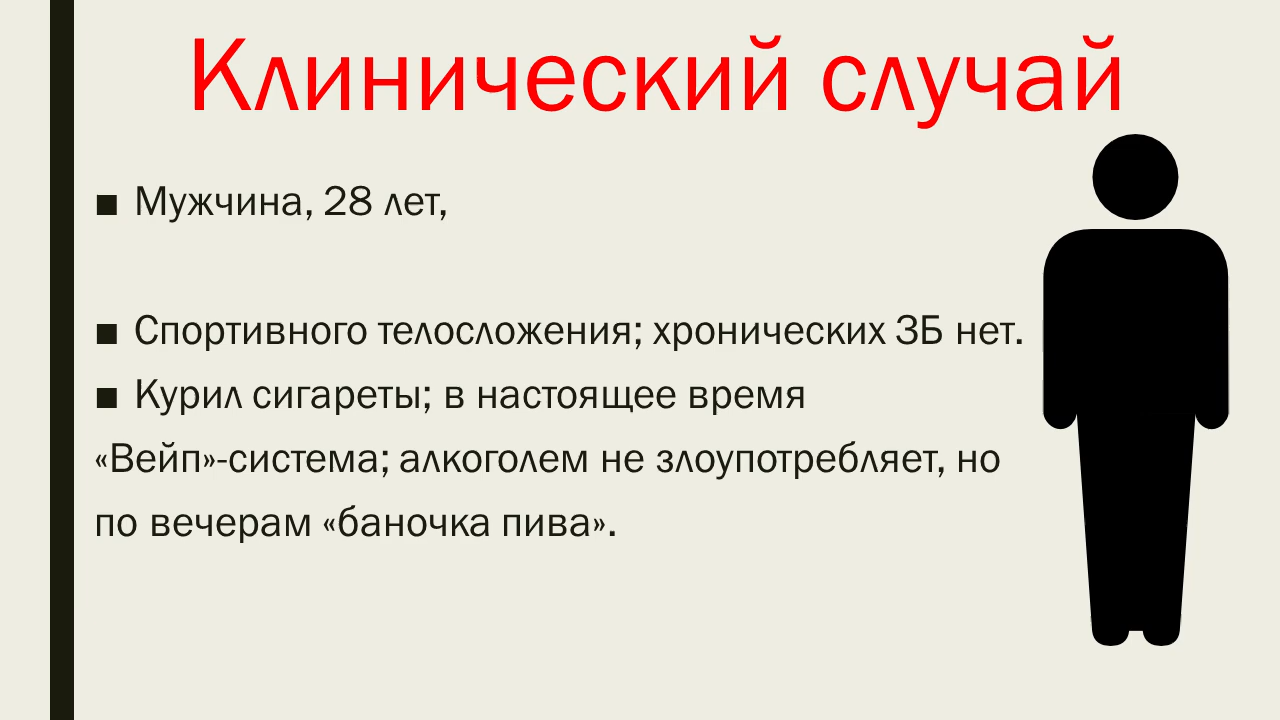 Клинический случай
■ Мужчина, 28 лет,
■ Спортивного телосложения; хронических ЗБ нет.
■ Курил сигареты; в настоящее время
«Вейп»-система; алкоголем не злоупотребляет, но
по вечерам «баночка пива».